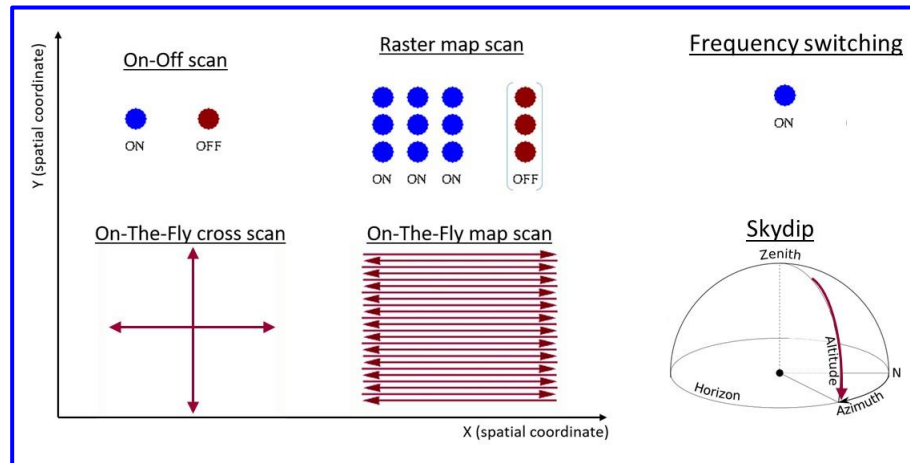 On-Off scan
ON
OFF
Raster map scan
ON ON ON
OFF
Frequency switching
ON
Y (spatial coordinate)
On-The-Fly cross scan
On-The-Fly map scan
Skydip
Zenith
Altitude
N
Horizon
Azimuth
X (spatial coordinate)